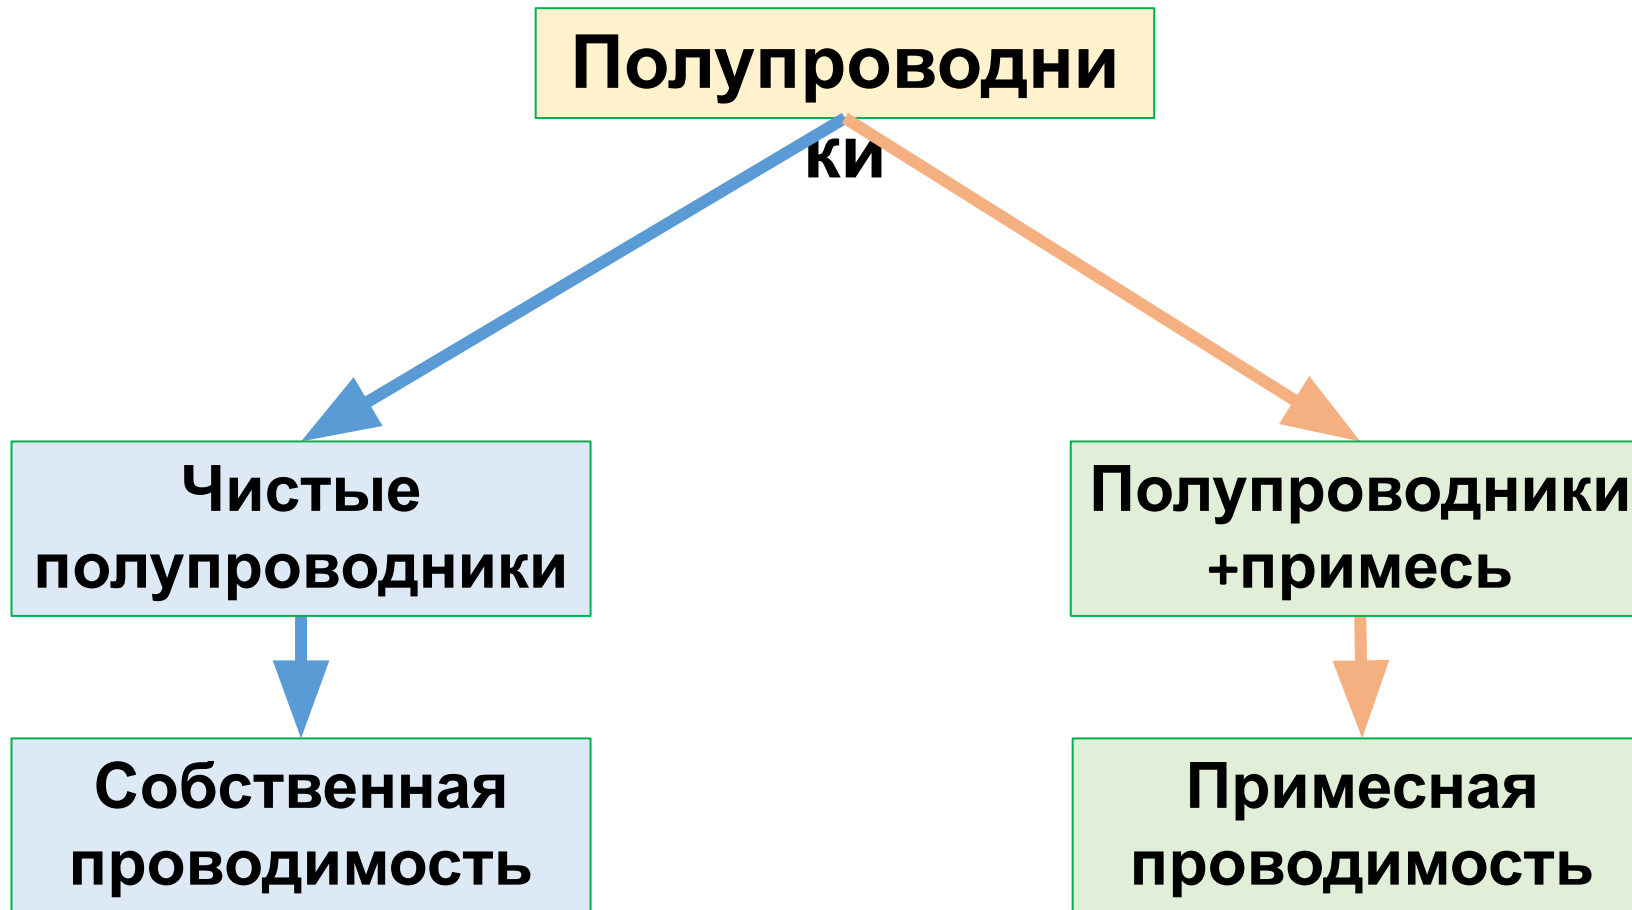 Полупроводни
ки
Чистые
полупроводники
Полупроводники
+примесь
Собственная
проводимость
Примесная
проводимость